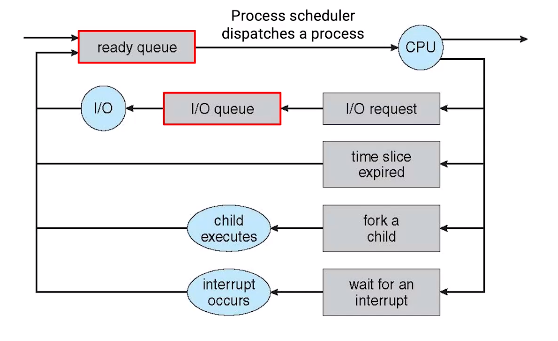 Process scheduler
dispatches a process
ready queue
CPU
I/O
I/O queue
I/O request
time slice
expired
child
executes
fork a
child
interrupt
occurs
wait for an
interrupt